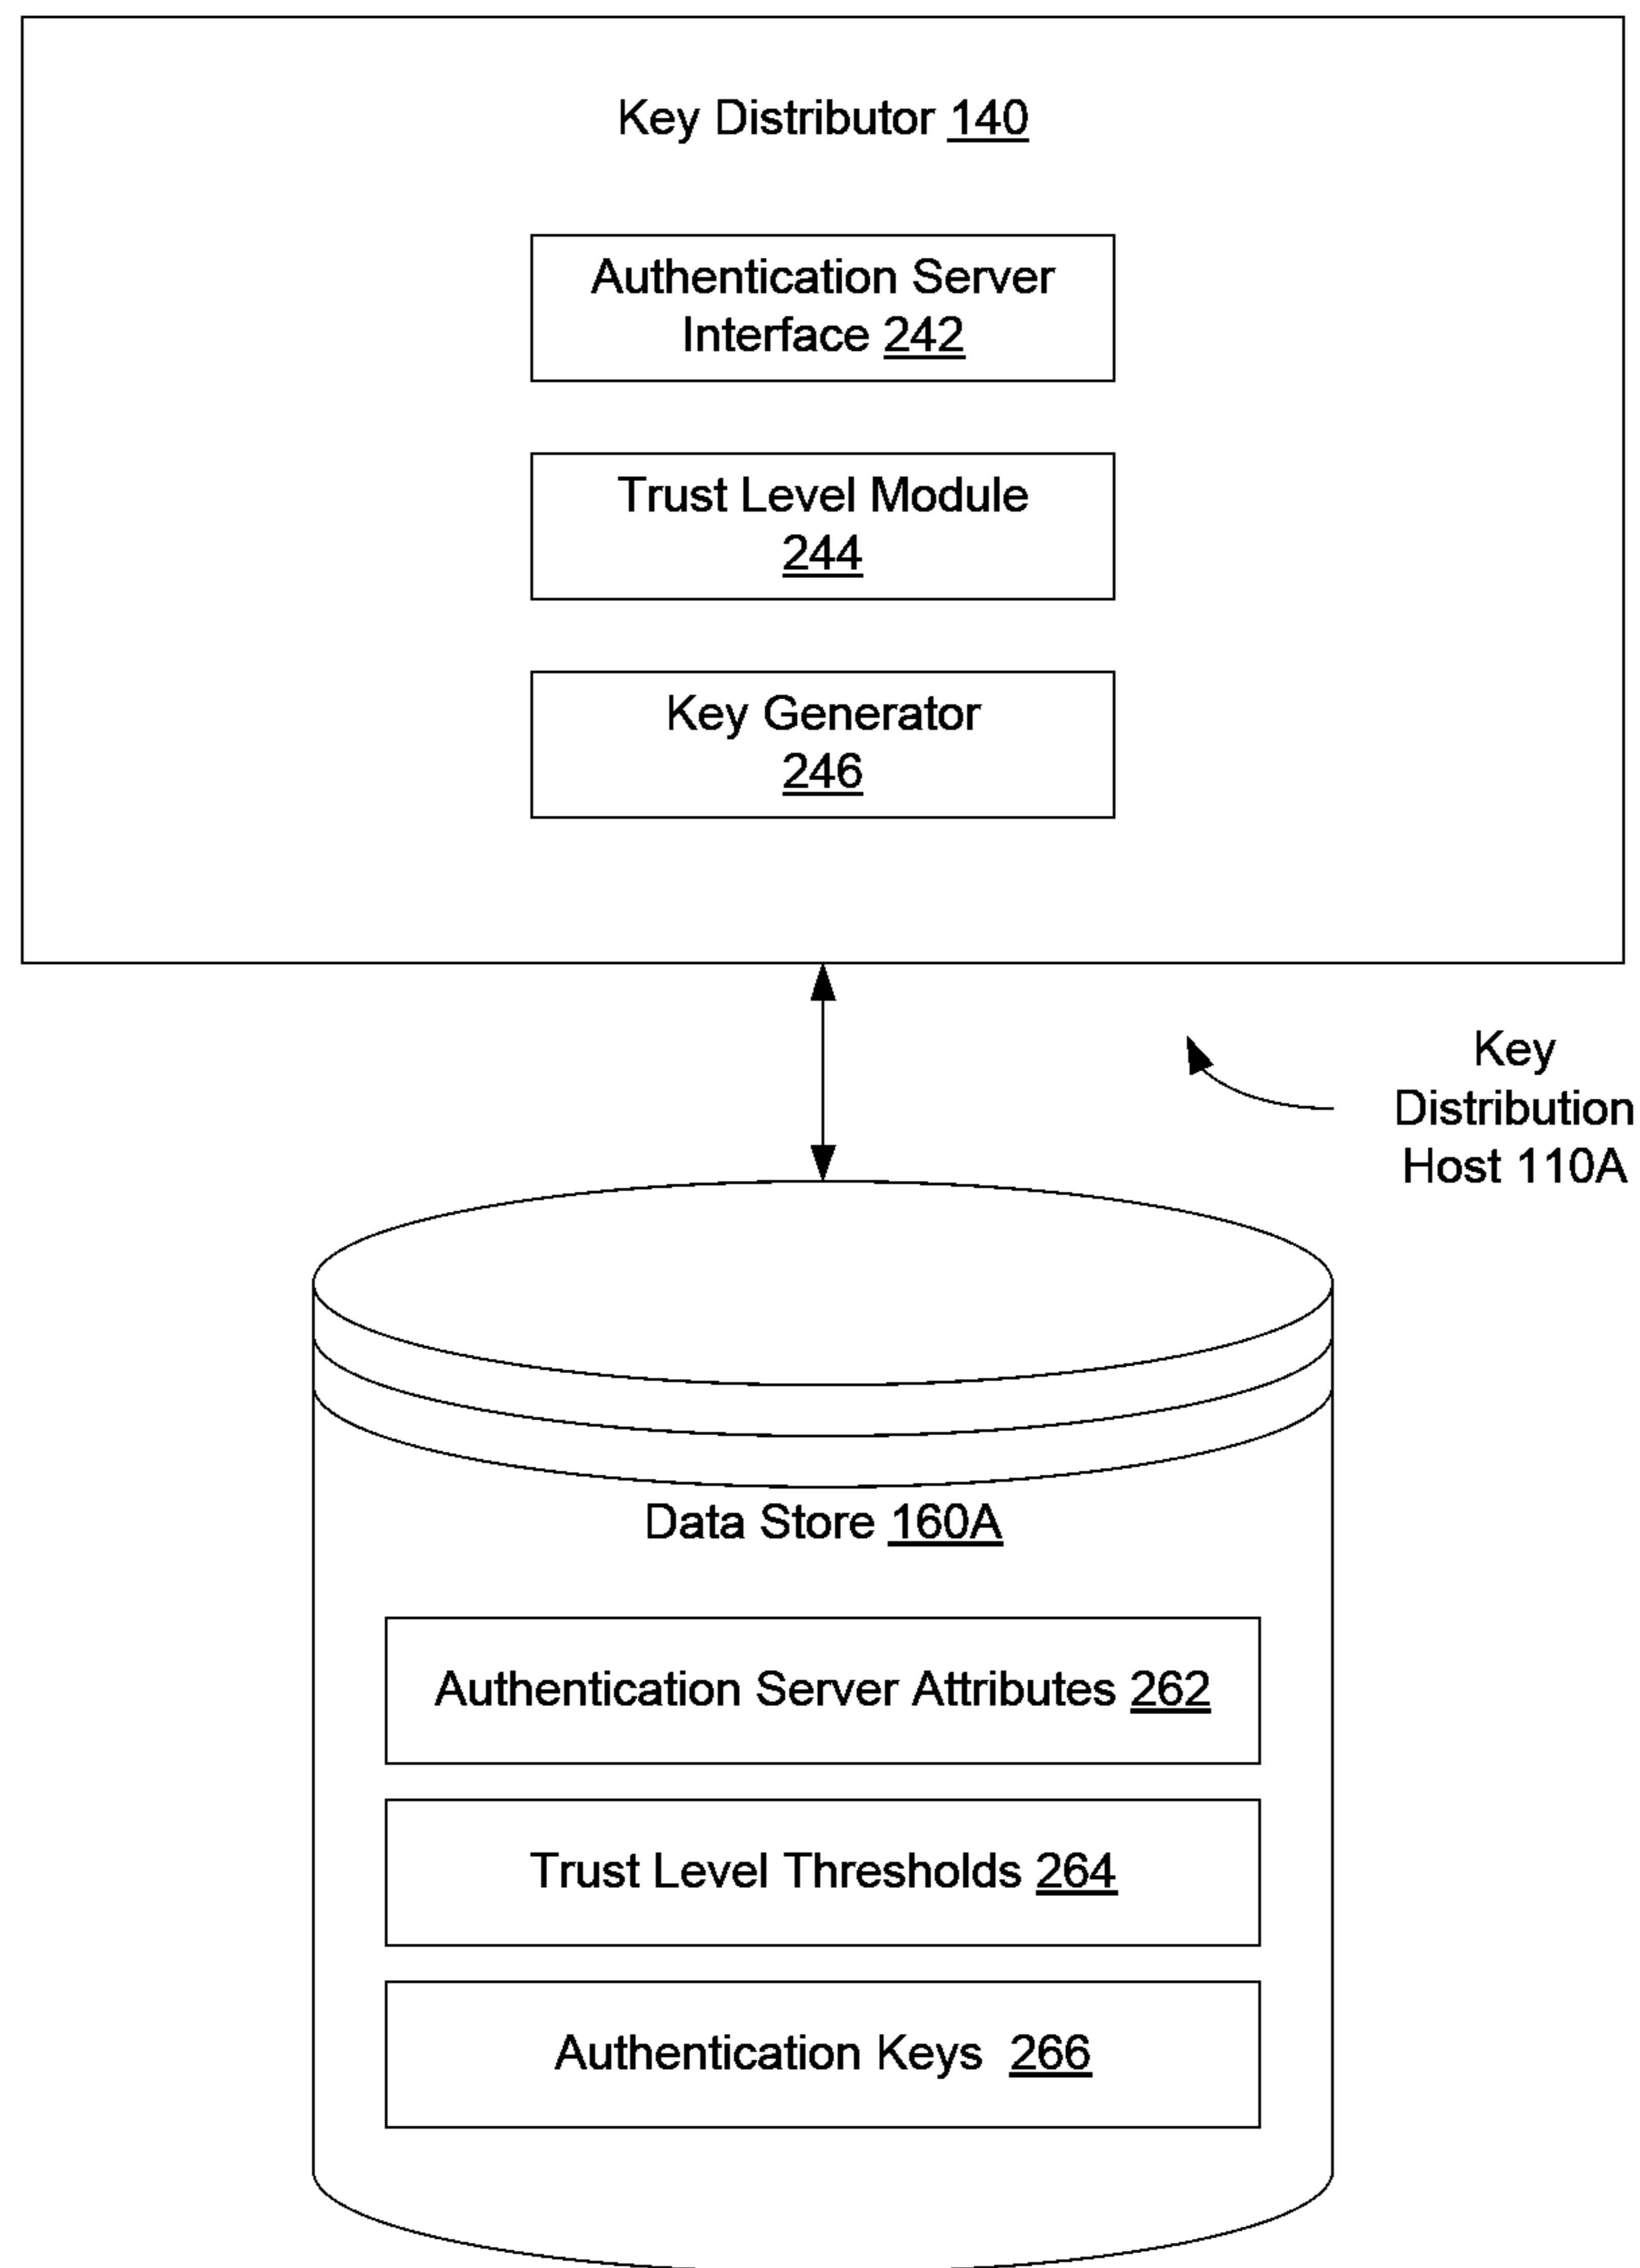 Key Distributor 140
Authentication Server
Interface 242
Trust Level Module
244
Key Generator
246
Key
Distribution
Host 110A
Data Store 160A
Authentication Server Attributes 262
Trust Level Thresholds 264
Authentication Keys 266